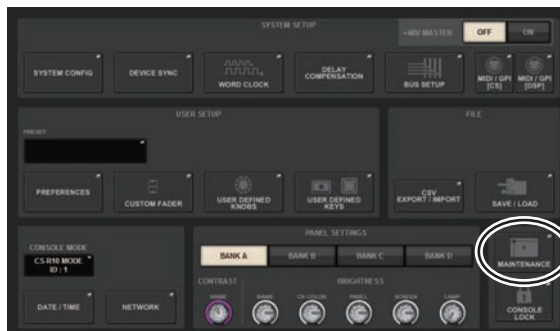 SYSTEM SETUP
+48V MASTER OFF ON
SYSTEM CONFIG DEVICE SYNC WORD CLOCK DELAY COMPENSATION BUS SETUP MIDI / GPI [CS] MIDI / GPI [DSP]
USER SETUP
FILE
PRESET
PREFERENCES CUSTOM FADER USER DEFINED KNOBS USER DEFINED KEYS
CSV EXPORT / IMPORT SAVE / LOAD
CONSOLE MODE
CS-R10 MODE
ID : 1
DATE / TIME NETWORK
PANEL SETTINGS
BANK A BANK B BANK C BANK D
CONTRAST
BRIGHTNESS
NAME NAME CH COLOR PANEL SCREEN LAMP
MAINTENANCE
CONSOLE LOCK